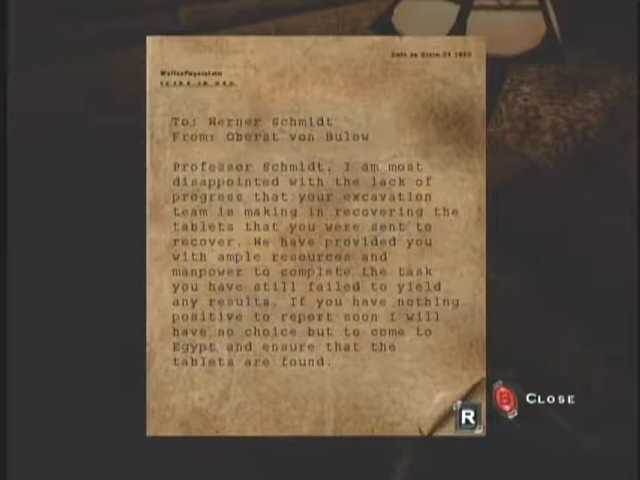 To: Werner Schmidt
From: Oberst von Bulow
Professor Schmidt, I am most
disappointed with the lack of
progress that your excavation
team is making in recovering the
tablets that you were sent to
recover. We have provided you
with ample resources and
manpower to complete the task
you have still failed to yield
any results. If you have nothing
positive to report soon I will
have no choice but to come to
Egypt and ensure that the
tablets are found.
R
B CLOSE